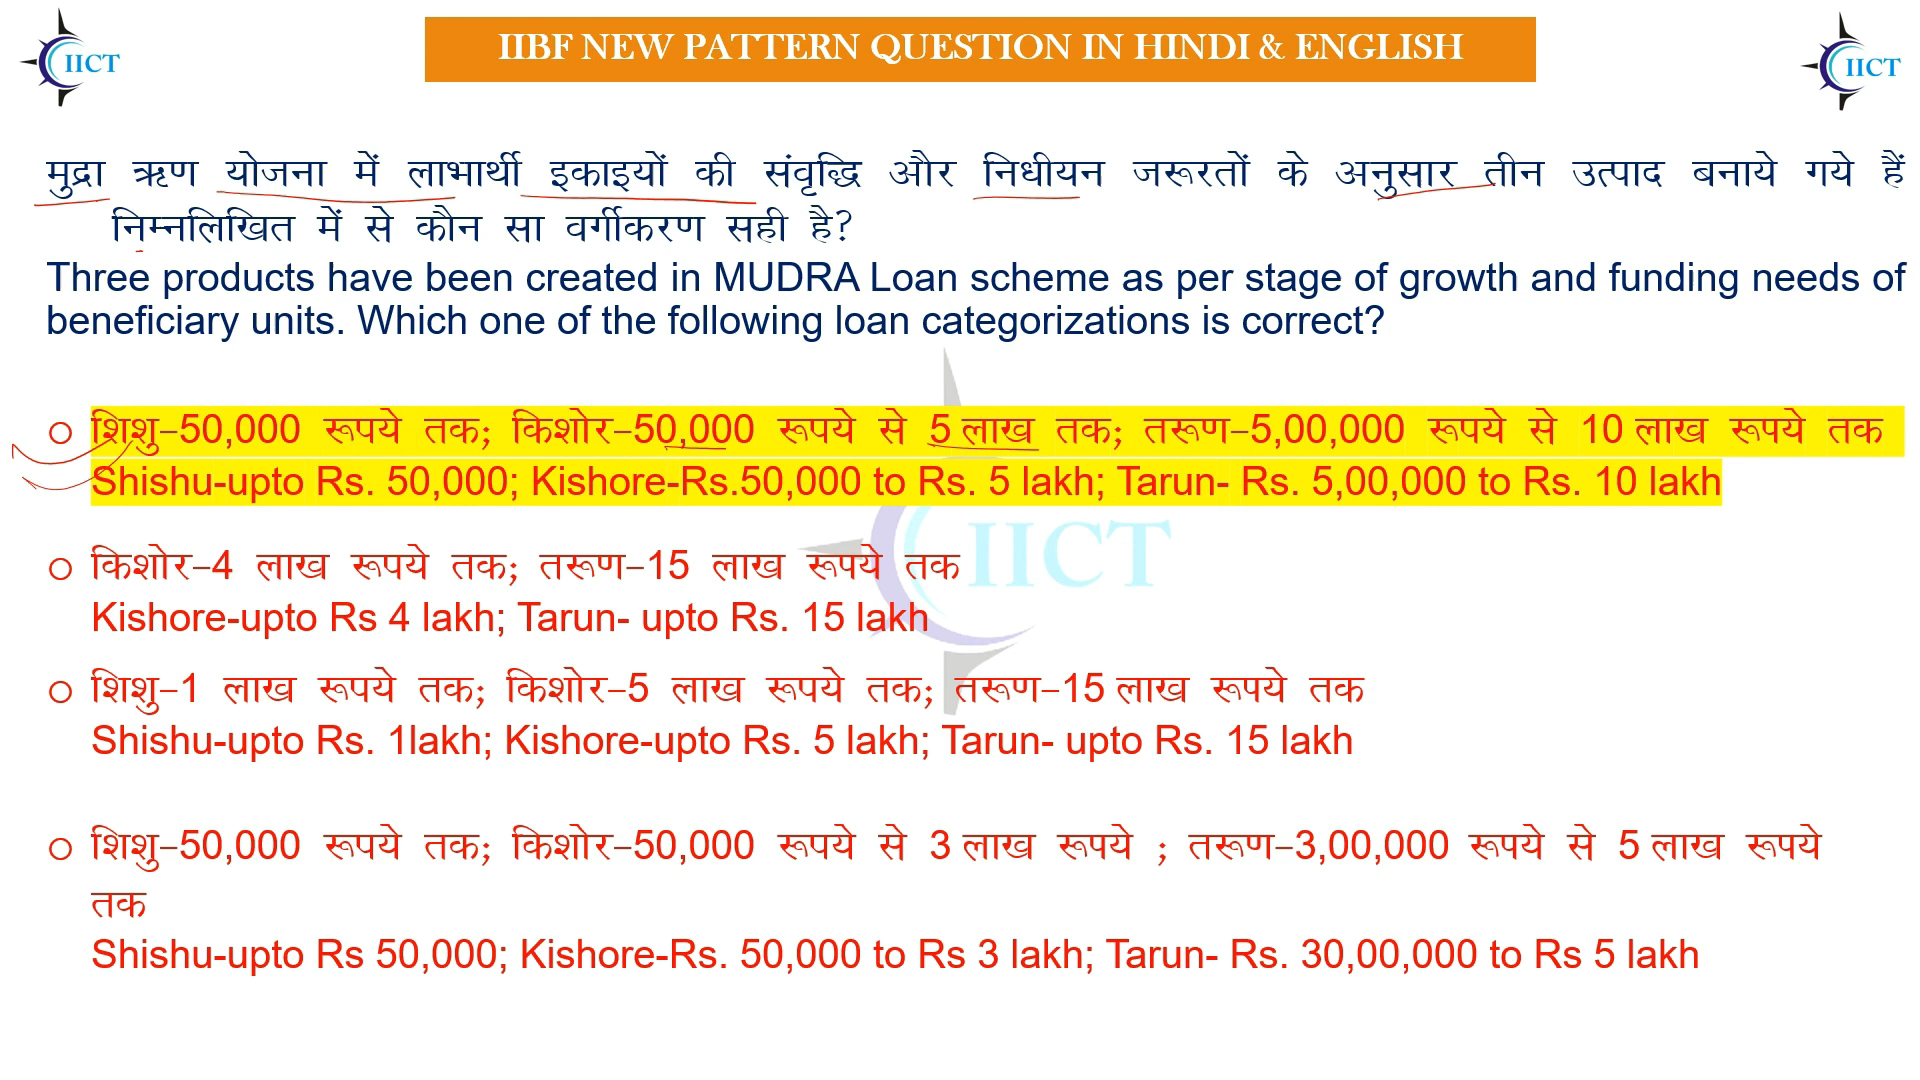 IICT
IIBF NEW PATTERN QUESTION IN HINDI & ENGLISH
IICT
मुद्रा ऋण योजना में लाभार्थी इकाइयों की संवृद्धि और निधीयन जरूरतों के अनुसार तीन उत्पाद बनाये गये हैं
निम्नलिखित में से कौन सा वर्गीकरण सही है?
Three products have been created in MUDRA Loan scheme as per stage of growth and funding needs of
beneficiary units. Which one of the following loan categorizations is correct?
शिशु–50,000 रूपये तक; किशोर–50,000 रूपये से 5 लाख तक; तरूण–5,00,000 रूपये से 10 लाख रूपये तक
Shishu-upto Rs. 50,000; Kishore-Rs.50,000 to Rs. 5 lakh; Tarun- Rs. 5,00,000 to Rs. 10 lakh
IICT
किशोर–4 लाख रूपये तक; तरूण–15 लाख रूपये तक
Kishore-upto Rs 4 lakh; Tarun- upto Rs. 15 lakh
शिशु–1 लाख रूपये तक; किशोर–5 लाख रूपये तक; तरूण–15 लाख रूपये तक
Shishu-upto Rs. 1lakh; Kishore-upto Rs. 5 lakh; Tarun- upto Rs. 15 lakh
शिशु–50,000 रूपये तक; किशोर–50,000 रूपये से 3 लाख रूपये ; तरूण–3,00,000 रूपये से 5 लाख रूपये
तक
Shishu-upto Rs 50,000; Kishore-Rs. 50,000 to Rs 3 lakh; Tarun- Rs. 30,00,000 to Rs 5 lakh